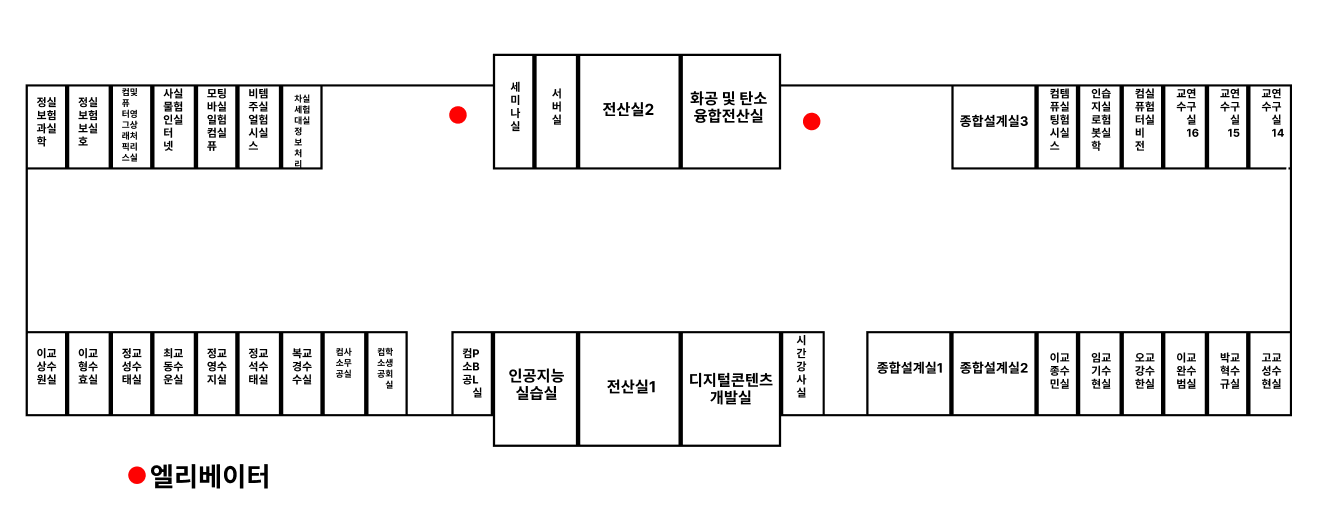 정보과학 실험실
정보보호 실험실
컴퓨터그래픽스 및 영상처리실
사물인터넷 실험실
모바일컴퓨팅실험실
비주얼시스템실험실
차세대정보처리 실험실
세미나실
서버실
전산실2
화공 및 탄소
융합전산실
종합설계실3
컴퓨팅시스템실험실
인지로봇학습실험실
컴퓨터비전 실험실
교수연구실16
교수연구실15
교수연구실14
이상원 교수실
이형효 교수실
정성태 교수실
최동운 교수실
정영지 교수실
정석태 교수실
복경수 교수실
컴소공 사무실
컴소공 학생회실
컴소공 PBL실
인공지능
실습실
전산실1
디지털콘텐츠
개발실
시간강사실
종합설계실1
종합설계실2
이종민 교수실
임기현 교수실
오강한 교수실
이완범 교수실
박혁규 교수실
고성현 교수실
엘리베이터